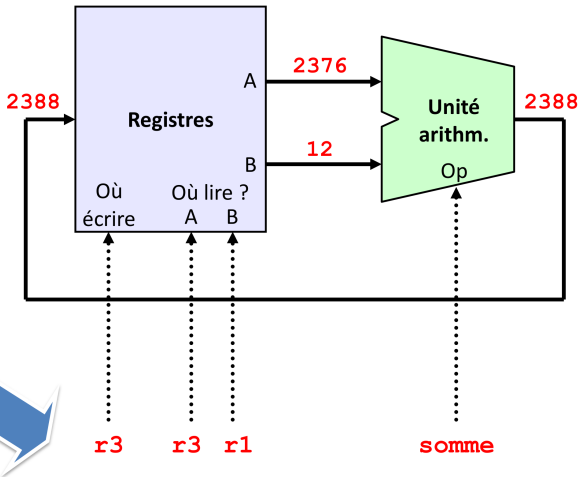 2376
A
2388
Registres
Unité
arithm.
2388
B
12
Op
Où
écrire
Où lire ?
A B
r3 r3 r1 somme